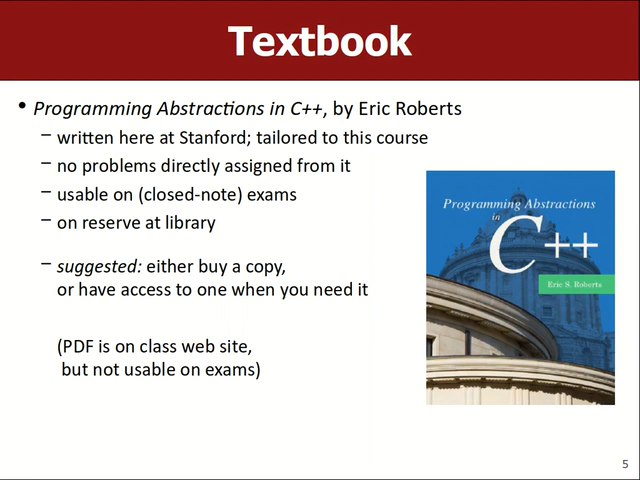 Textbook
• Programming Abstractions in C++, by Eric Roberts
– written here at Stanford; tailored to this course
– no problems directly assigned from it
– usable on (closed-note) exams
– on reserve at library
– suggested: either buy a copy,
or have access to one when you need it
(PDF is on class web site,
but not usable on exams)
Programming Abstractions
in
C++
Eric S. Roberts
5